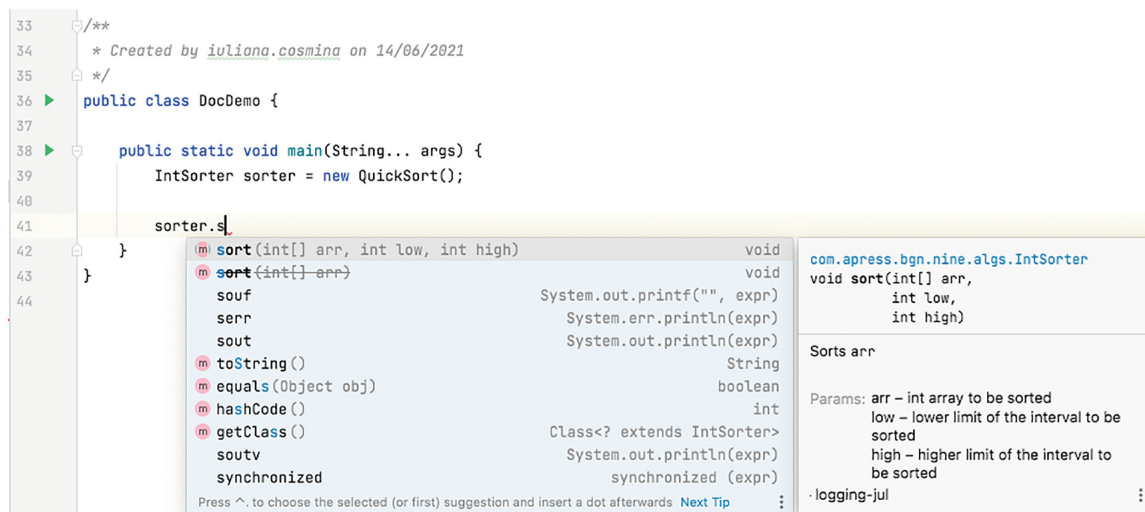 33 /**
34 * Created by iuliana.cosmina on 14/06/2021
35 */
36 public class DocDemo {
37
38 public static void main(String... args) {
39 IntSorter sorter = new QuickSort();
40
41 sorter.s
42 }
43 }
44
m sort(int[] arr, int low, int high) void
m sort(int[] arr) void
souf System.out.printf("", expr)
serr System.err.println(expr)
sout System.out.println(expr)
m toString() String
m equals(Object obj) boolean
m hashCode() int
m getClass() Class<? extends IntSorter>
soutv System.out.println(expr)
synchronized synchronized (expr)
Press ^. to choose the selected (or first) suggestion and insert a dot afterwards Next Tip
com.apress.bgn.nine.algs.IntSorter
void sort(int[] arr,
int low,
int high)
Sorts arr
Params: arr – int array to be sorted
low – lower limit of the interval to be
sorted
high – higher limit of the interval to
be sorted
logging-jul